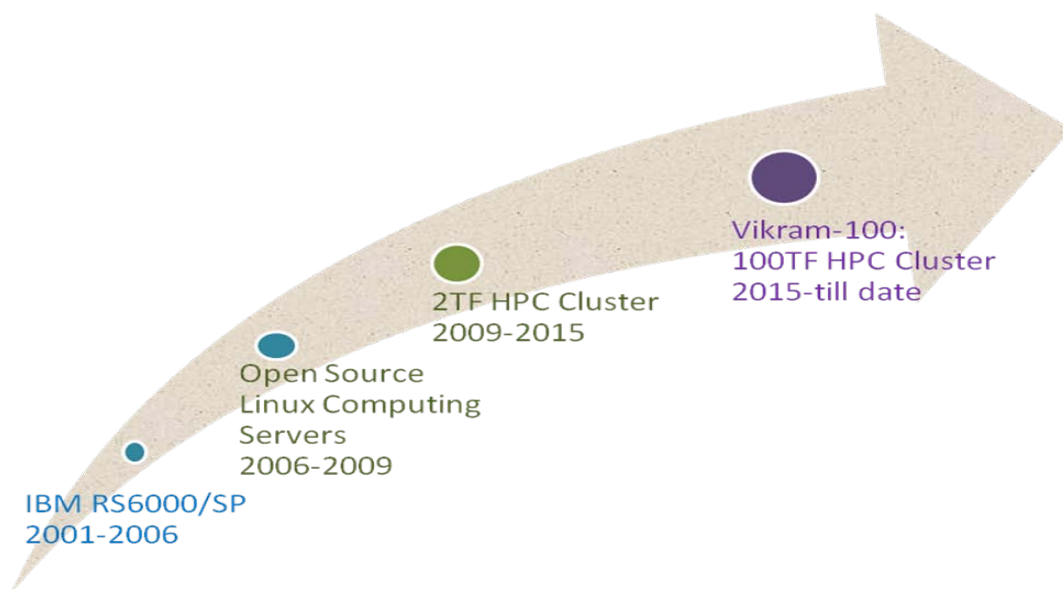 IBM RS6000/SP
2001-2006
Open Source
Linux Computing
Servers
2006-2009
2TF HPC Cluster
2009-2015
Vikram-100:
100TF HPC Cluster
2015-till date